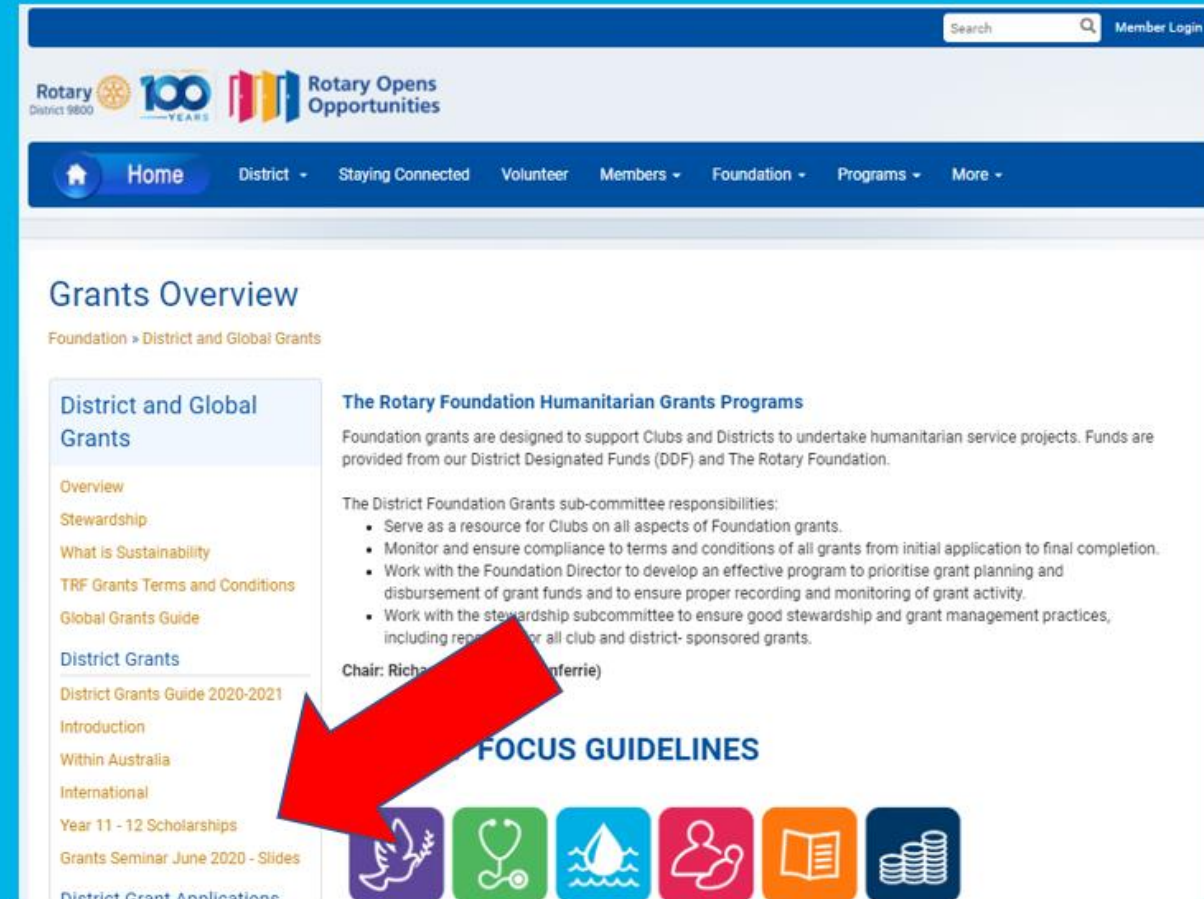 Search
Member Login
Rotary
District 9800
100
YEARS
Rotary Opens
Opportunities
Home
District
Staying Connected
Volunteer
Members
Foundation
Programs
More
Grants Overview
Foundation » District and Global Grants
District and Global
Grants
Overview
Stewardship
What is Sustainability
TRF Grants Terms and Conditions
Global Grants Guide
District Grants
District Grants Guide 2020-2021
Introduction
Within Australia
International
Year 11 - 12 Scholarships
Grants Seminar June 2020 - Slides
District Grant Applications
The Rotary Foundation Humanitarian Grants Programs
Foundation grants are designed to support Clubs and Districts to undertake humanitarian service projects. Funds are
provided from our District Designated Funds (DDF) and The Rotary Foundation.
The District Foundation Grants sub-committee responsibilities:
• Serve as a resource for Clubs on all aspects of Foundation grants.
• Monitor and ensure compliance to terms and conditions of all grants from initial application to final completion.
• Work with the Foundation Director to develop an effective program to prioritise grant planning and
disbursement of grant funds and to ensure proper recording and monitoring of grant activity.
• Work with the stewardship subcommittee to ensure good stewardship and grant management practices,
including all club and district- sponsored grants.
Chair:
FOCUS GUIDELINES